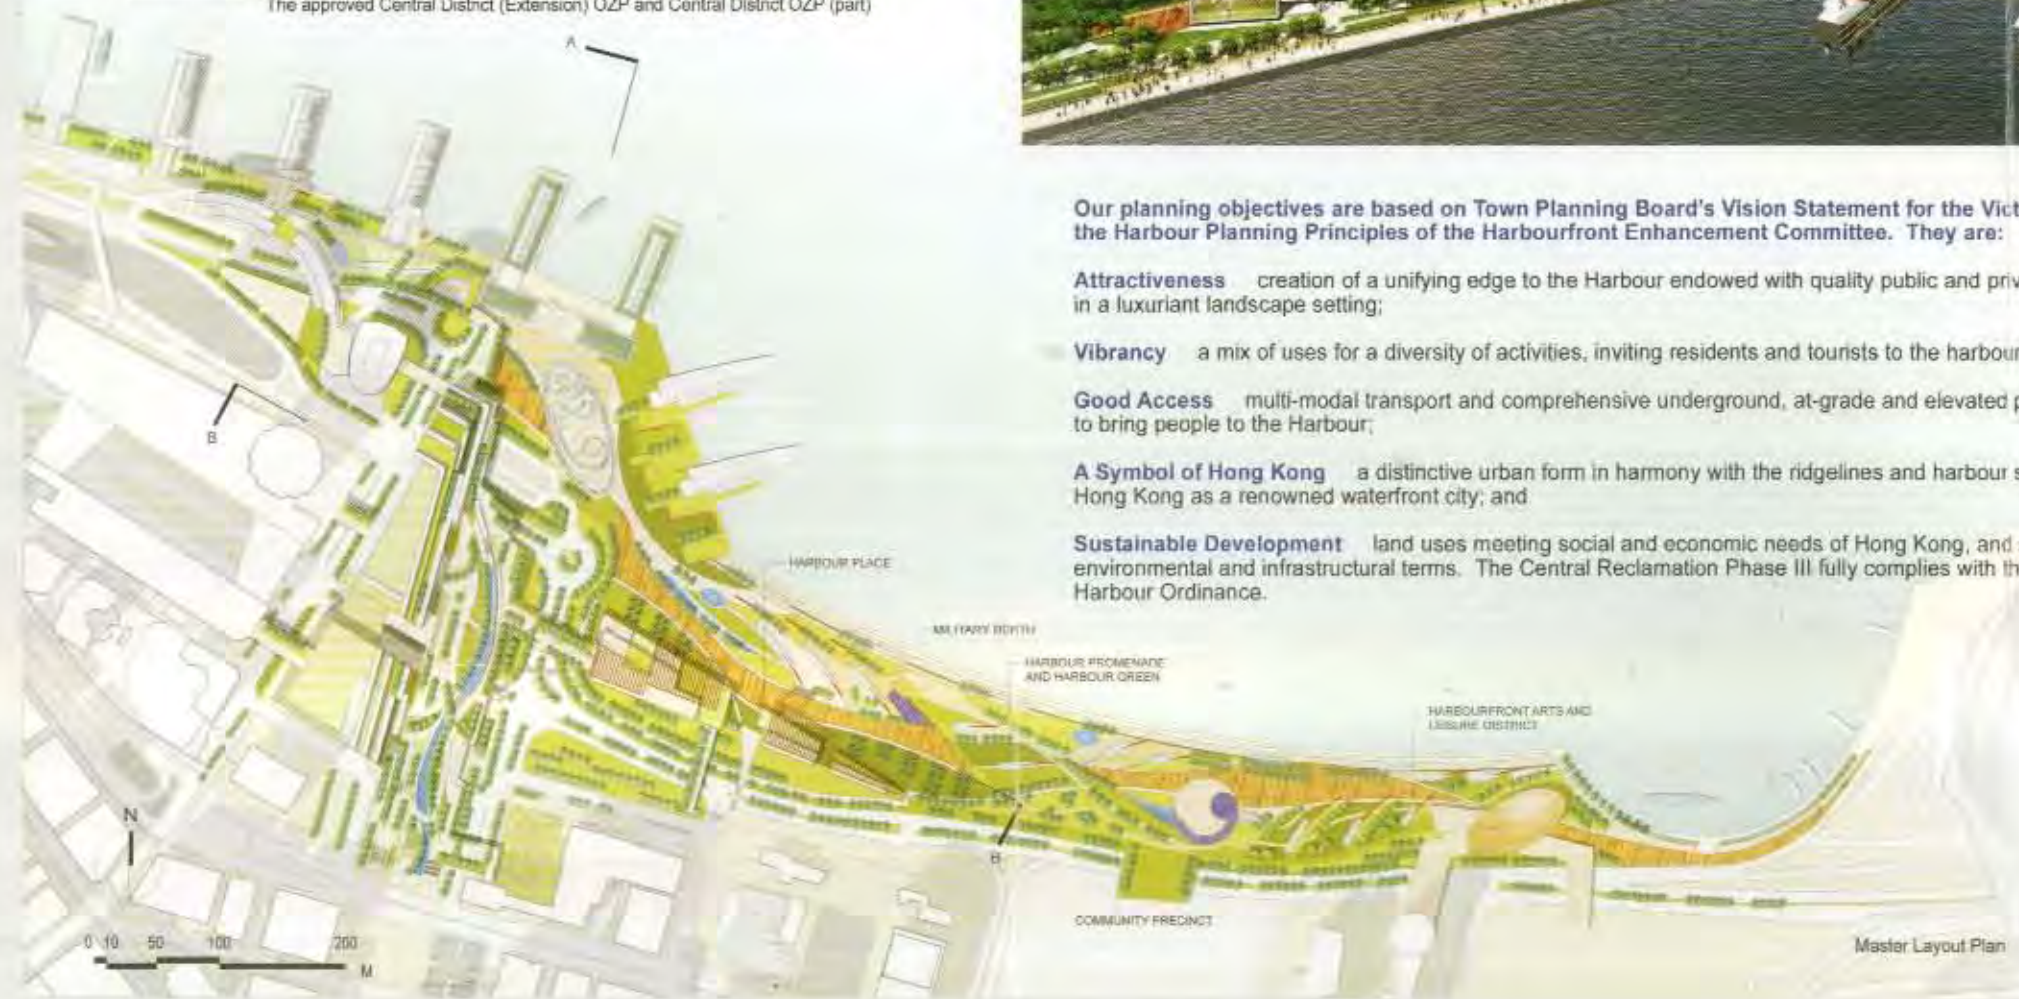 The approved Central District (Extension) OZP and Central District OZP (part)
A
Our planning objectives are based on Town Planning Board's Vision Statement for the Vict
the Harbour Planning Principles of the Harbourfront Enhancement Committee. They are:
Attractiveness creation of a unifying edge to the Harbour endowed with quality public and priv
in a luxuriant landscape setting;
Vibrancy a mix of uses for a diversity of activities, inviting residents and tourists to the harbour
Good Access multi-modal transport and comprehensive underground, at-grade and elevated p
to bring people to the Harbour;
A Symbol of Hong Kong a distinctive urban form in harmony with the ridgelines and harbour s
Hong Kong as a renowned waterfront city; and
Sustainable Development land uses meeting social and economic needs of Hong Kong, and
environmental and infrastructural terms. The Central Reclamation Phase III fully complies with th
Harbour Ordinance.
B
HARBOUR PLACE
MILITARY BERTH
HARBOUR PROMENADE
AND HARBOUR GREEN
HARBOURFRONT ARTS AND
LEISURE DISTRICT
N
B
COMMUNITY PRECINCT
0 10 50 100 200
M
Master Layout Plan